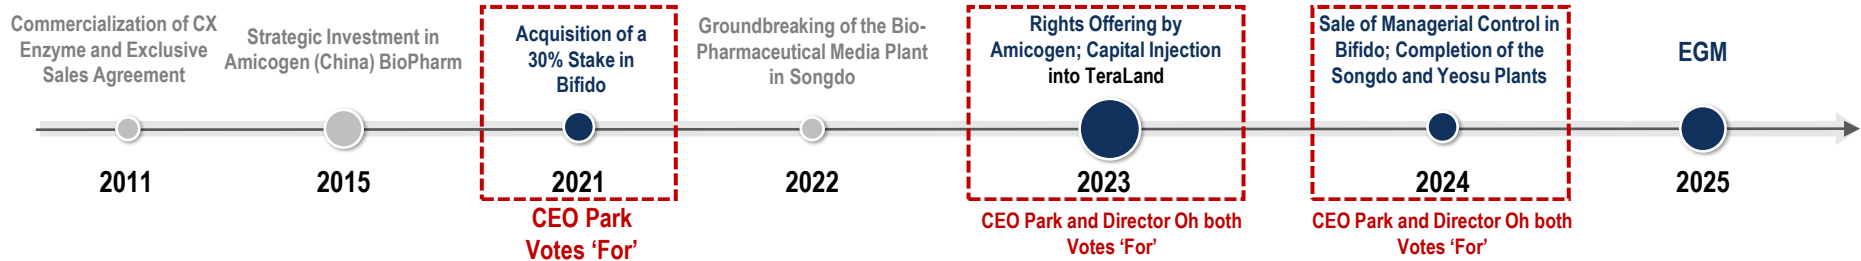 Commercialization of CX
Enzyme and Exclusive
Sales Agreement
2011
Strategic Investment in
Amicogen (China) BioPharm
2015
Acquisition of a
30% Stake in
Bifido
2021
CEO Park
Votes ‘For’
Groundbreaking of the Bio-
Pharmaceutical Media Plant
in Songdo
2022
Rights Offering by
Amicogen; Capital Injection
into TeraLand
2023
CEO Park and Director Oh both
Votes ‘For’
Sale of Managerial Control in
Bifido; Completion of the
Songdo and Yeosu Plants
2024
CEO Park and Director Oh both
Votes ‘For’
EGM
2025